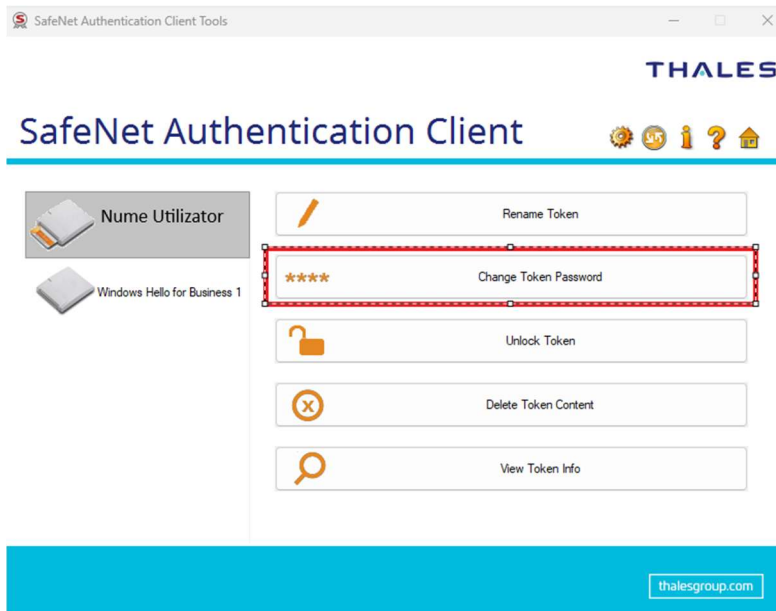 SafeNet Authentication Client Tools
THALES
SafeNet Authentication Client
Nume Utilizator
Windows Hello for Business 1
Rename Token
**** Change Token Password
Unlock Token
Delete Token Content
View Token Info
thalesgroup.com